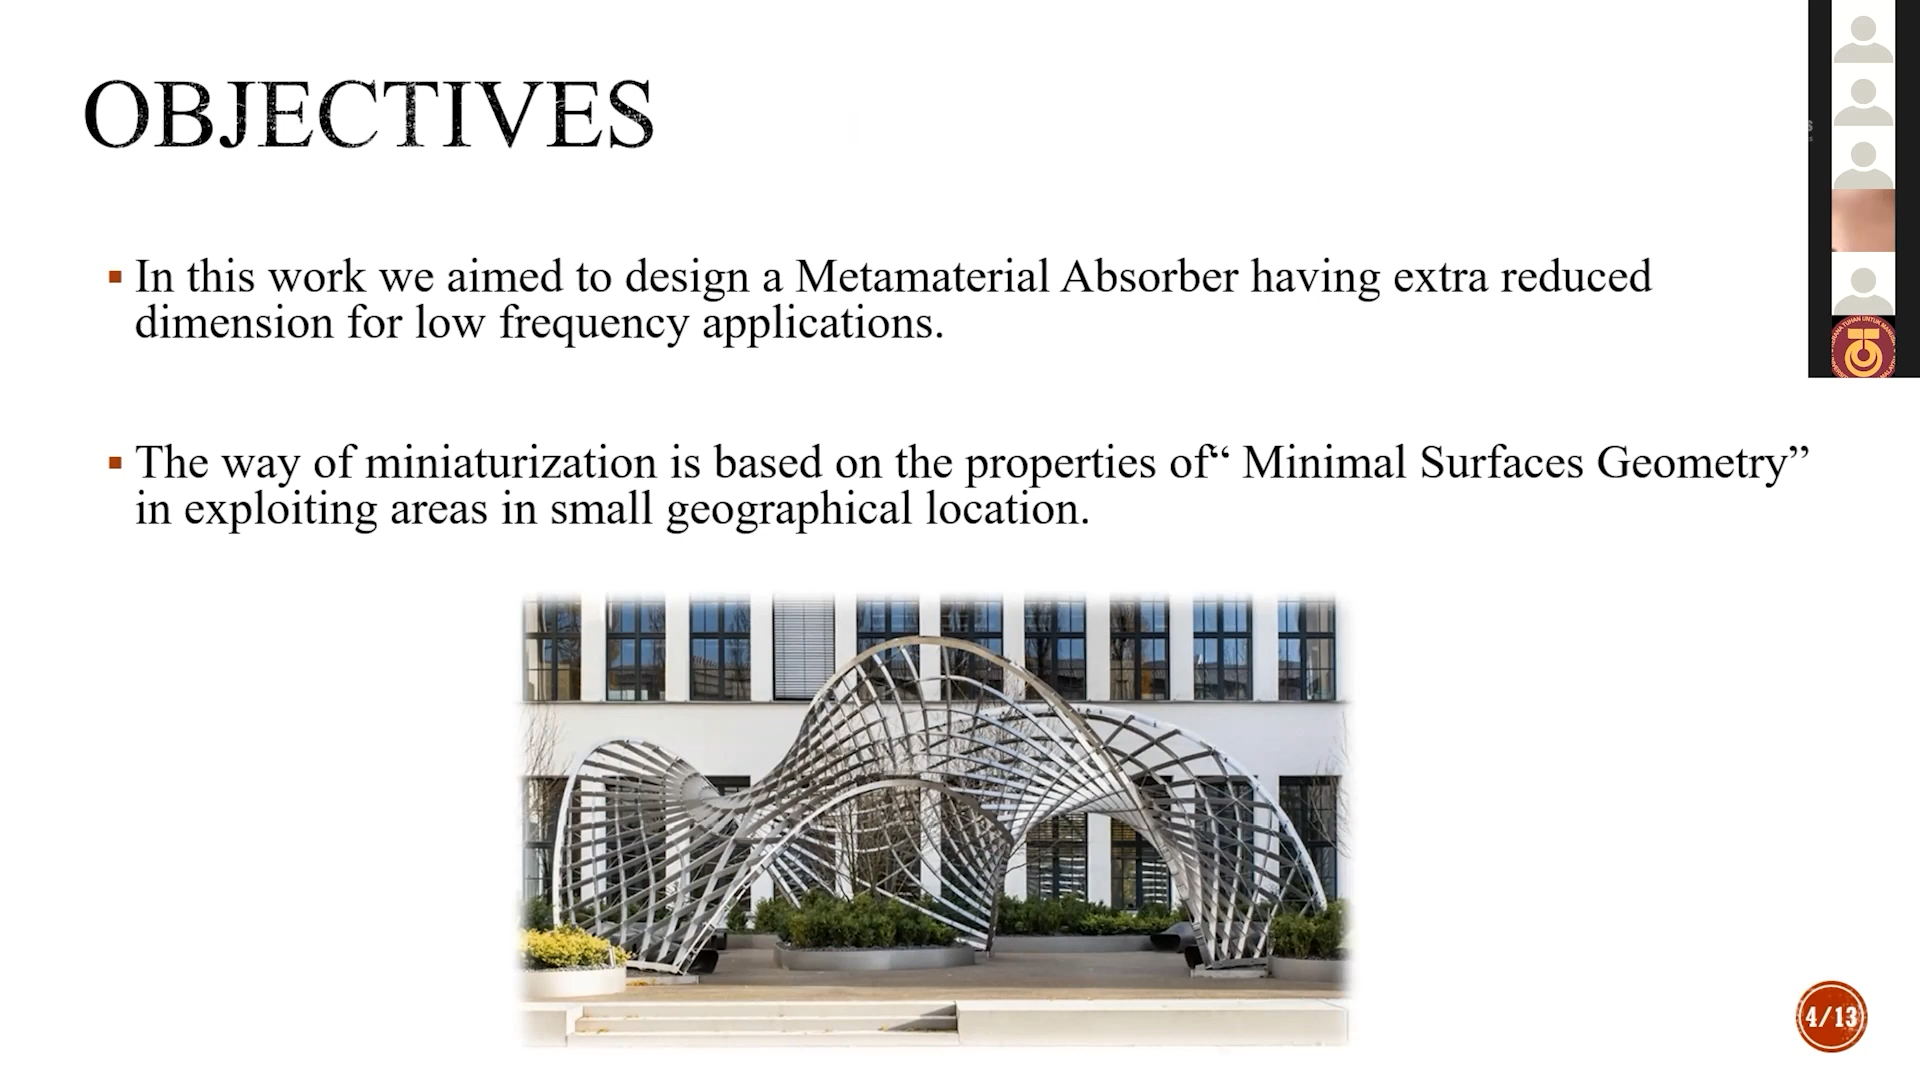 OBJECTIVES
▪ In this work we aimed to design a Metamaterial Absorber having extra reduced
dimension for low frequency applications.
▪ The way of miniaturization is based on the properties of“ Minimal Surfaces Geometry”
in exploiting areas in small geographical location.
4/13